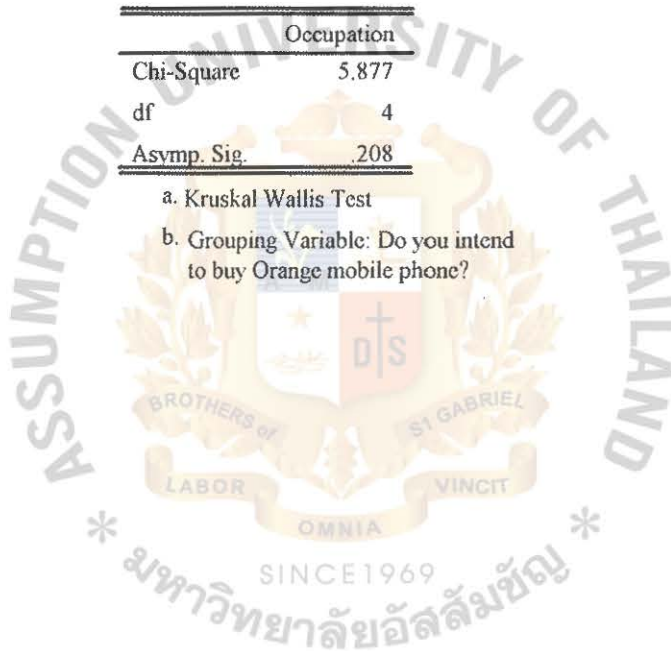 Occupation
Chi-Square 5.877
df 4
Asymp. Sig. .208
a. Kruskal Wallis Test
b. Grouping Variable: Do you intend
to buy Orange mobile phone?
ASSUMPTION UNIVERSITY OF THAILAND
A M
D S
BROTHERS of ST GABRIEL
LABOR VINCIT
OMNIA
* *
SINCE1969
มหาวิทยาลัยอัสสัมชัญ